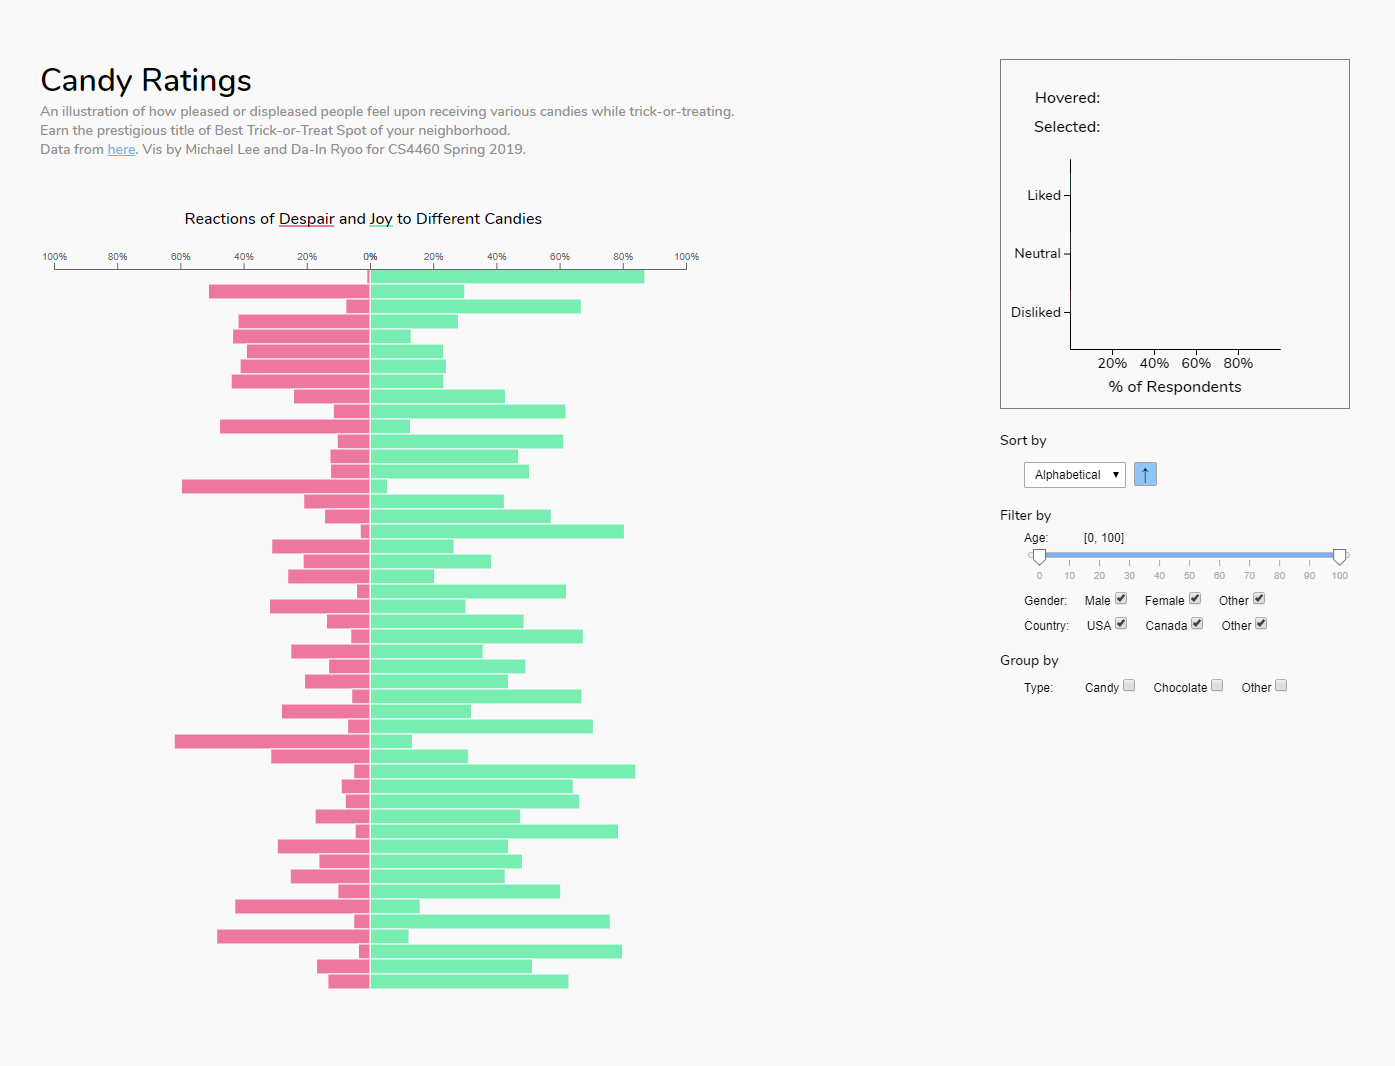 Candy Ratings
An illustration of how pleased or displeased people feel upon receiving various candies while trick-or-treating.
Earn the prestigious title of Best Trick-or-Treat Spot of your neighborhood.
Data from here. Vis by Michael Lee and Da-In Ryoo for CS4460 Spring 2019.
Reactions of Despair and Joy to Different Candies
100% 80% 60% 40% 20% 0% 20% 40% 60% 80% 100%
Hovered:
Selected:
Liked
Neutral
Disliked
20% 40% 60% 80%
% of Respondents
Sort by
Alphabetical ▼ ↑
Filter by
Age: [0, 100]
0 10 20 30 40 50 60 70 80 90 100
Gender: Male Female Other
Country: USA Canada Other
Group by
Type: Candy Chocolate Other